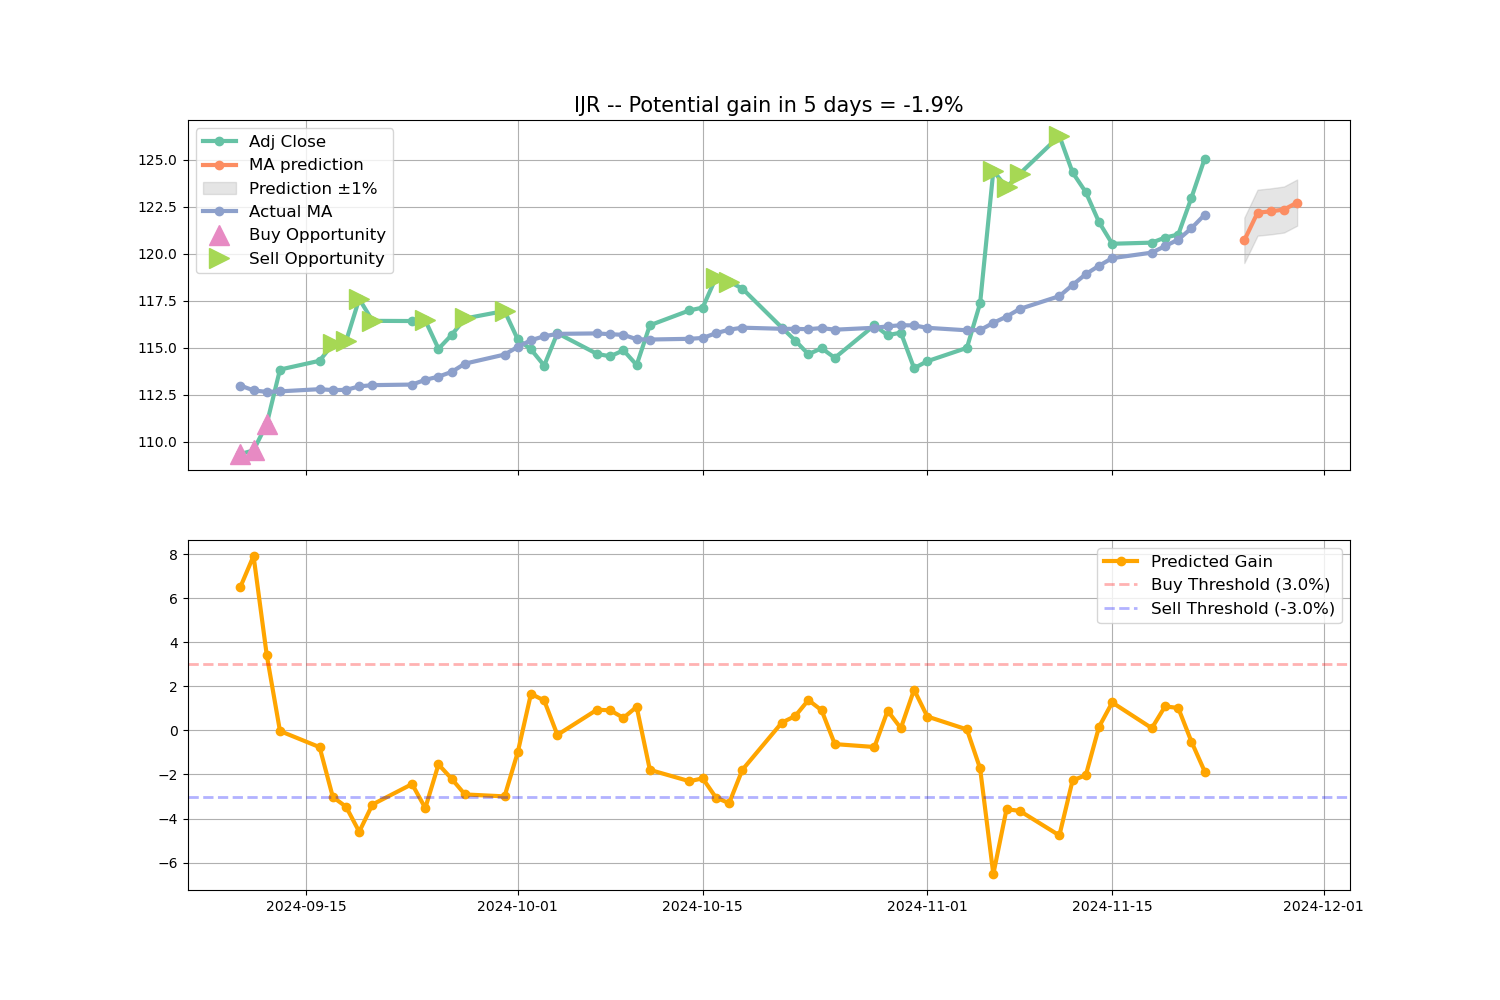 IJR -- Potential gain in 5 days = -1.9%
Adj Close
MA prediction
Prediction ±1%
Actual MA
Buy Opportunity
Sell Opportunity
125.0
122.5
120.0
117.5
115.0
112.5
110.0
Predicted Gain
Buy Threshold (3.0%)
Sell Threshold (-3.0%)
8
6
4
2
0
−2
−4
−6
2024-09-15
2024-10-01
2024-10-15
2024-11-01
2024-11-15
2024-12-01